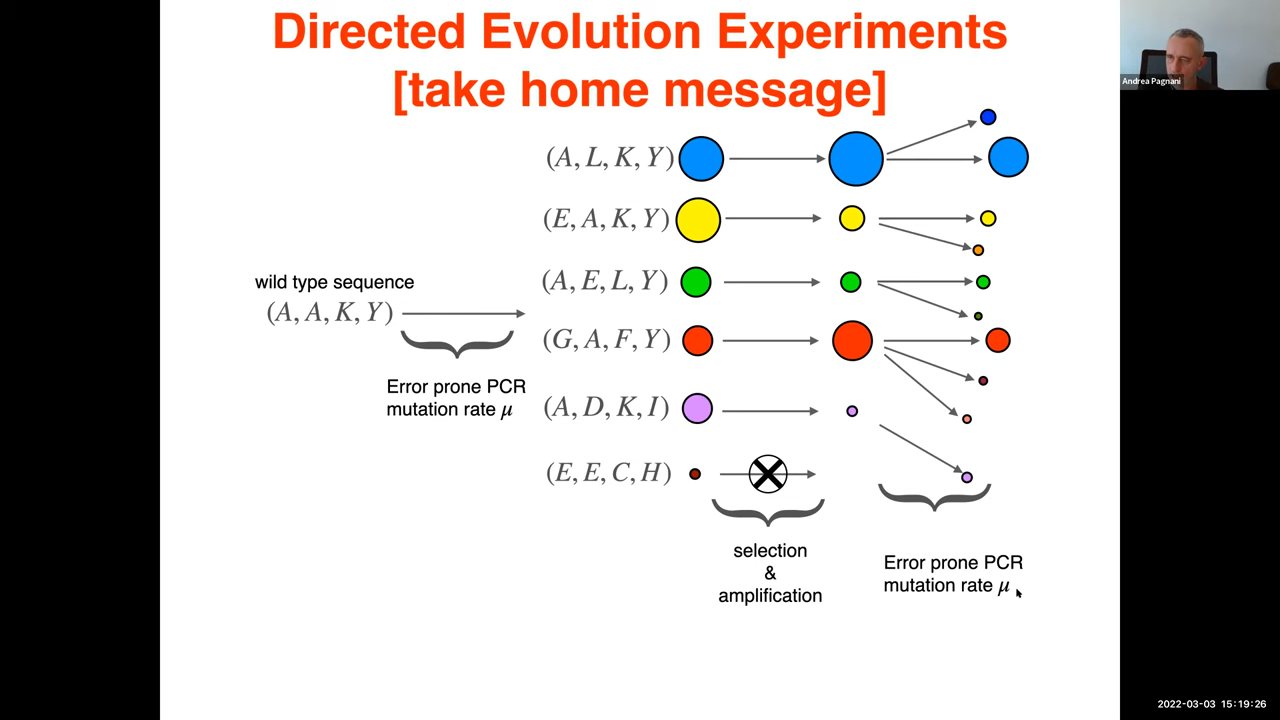 Directed Evolution Experiments
[take home message]
Andrea Pagnani
(A, L, K, Y)
(E, A, K, Y)
(A, E, L, Y)
wild type sequence
(A, A, K, Y)
(G, A, F, Y)
Error prone PCR
mutation rate μ
(A, D, K, I)
(E, E, C, H)
selection
&
amplification
Error prone PCR
mutation rate μ
2022-03-03 15:19:26